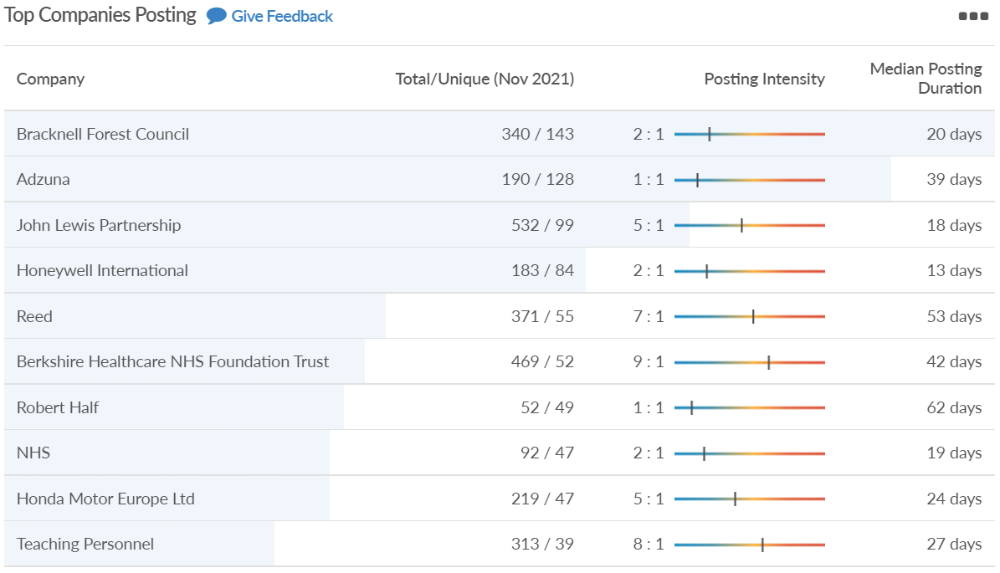 Top Companies Posting Give Feedback
Company Total/Unique (Nov 2021) Posting Intensity Median Posting Duration
Bracknell Forest Council 340 / 143 2 : 1 20 days
Adzuna 190 / 128 1 : 1 39 days
John Lewis Partnership 532 / 99 5 : 1 18 days
Honeywell International 183 / 84 2 : 1 13 days
Reed 371 / 55 7 : 1 53 days
Berkshire Healthcare NHS Foundation Trust 469 / 52 9 : 1 42 days
Robert Half 52 / 49 1 : 1 62 days
NHS 92 / 47 2 : 1 19 days
Honda Motor Europe Ltd 219 / 47 5 : 1 24 days
Teaching Personnel 313 / 39 8 : 1 27 days